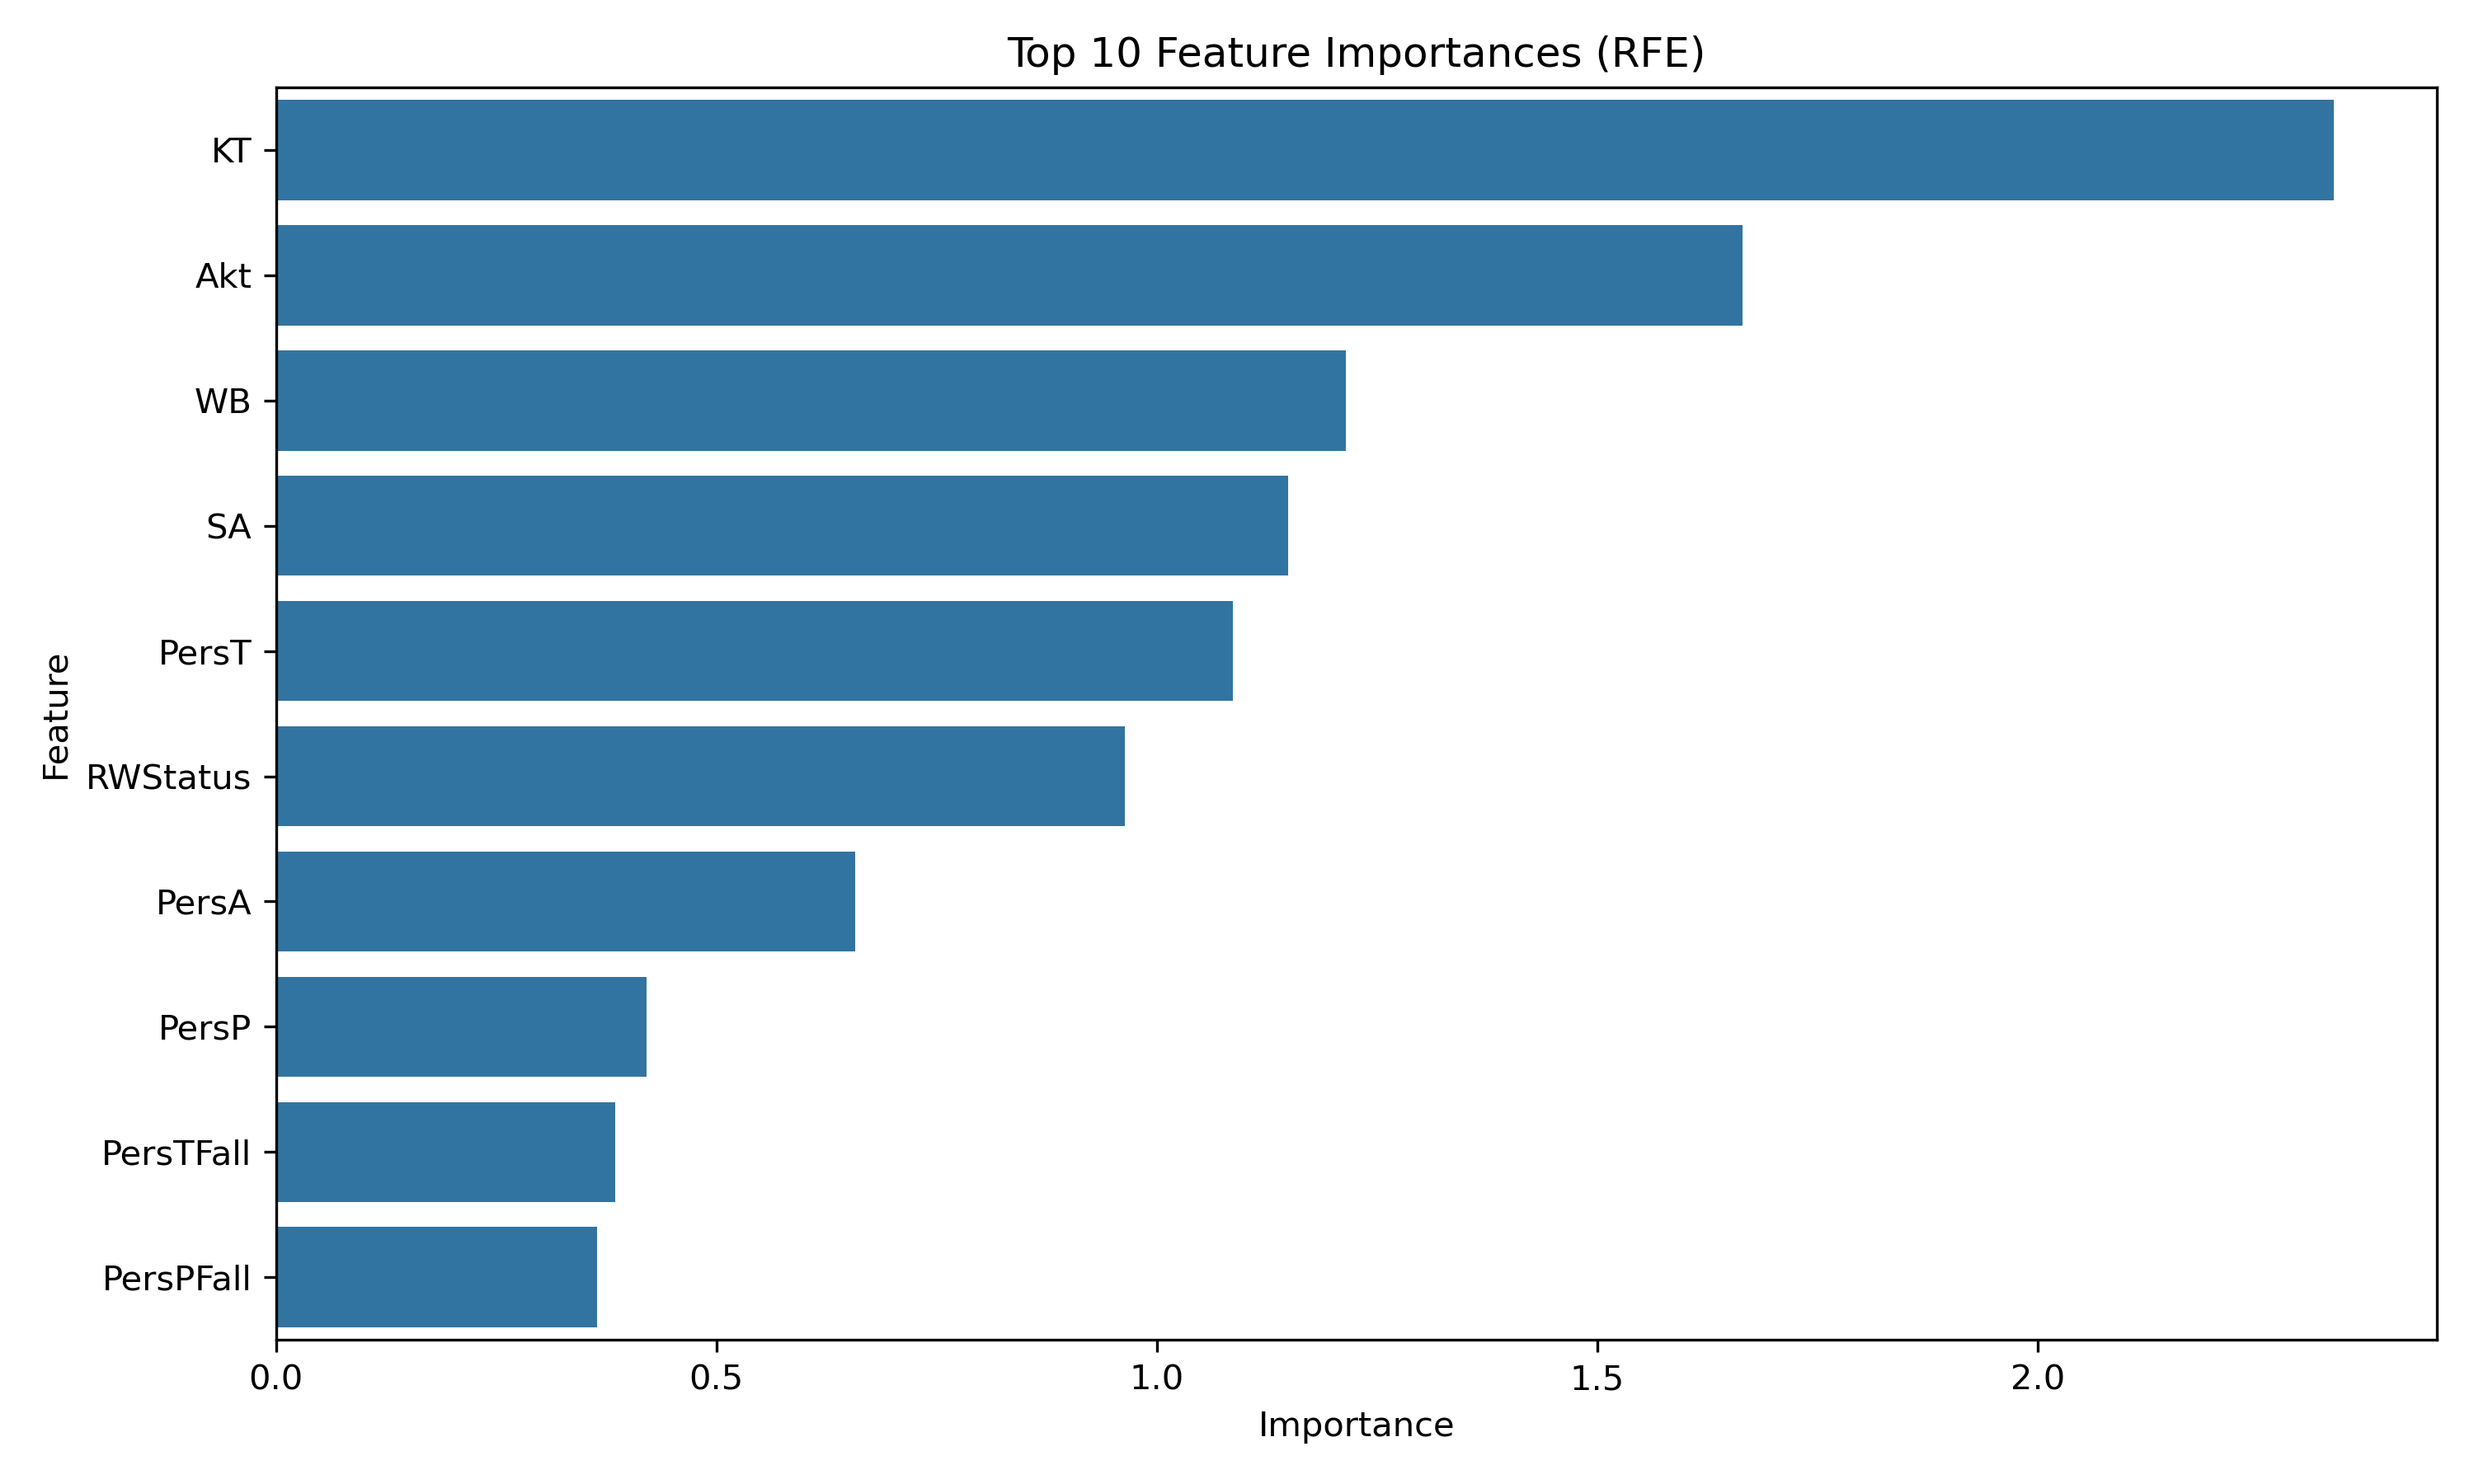 Top 10 Feature Importances (RFE)
KT
Akt
WB
SA
PersT
RWStatus
PersA
PersP
PersTFall
PersPFall
Feature
0.0 0.5 1.0 1.5 2.0
Importance